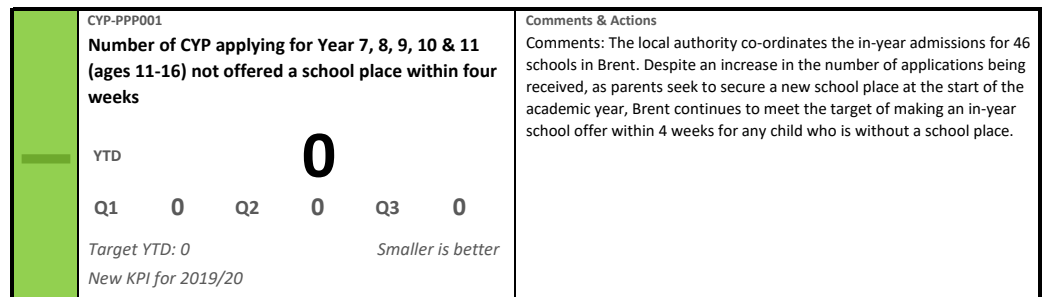 CYP-PPP001
Number of CYP applying for Year 7, 8, 9, 10 & 11
(ages 11-16) not offered a school place within four
weeks
YTD 0
Q1 0 Q2 0 Q3 0
Target YTD: 0 Smaller is better
New KPI for 2019/20
Comments & Actions
Comments: The local authority co-ordinates the in-year admissions for 46
schools in Brent. Despite an increase in the number of applications being
received, as parents seek to secure a new school place at the start of the
academic year, Brent continues to meet the target of making an in-year
school offer within 4 weeks for any child who is without a school place.